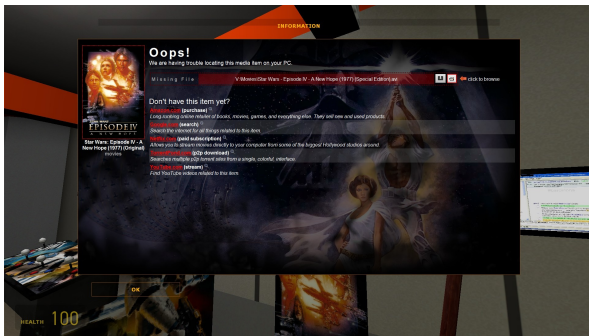 INFORMATION
Oops!
We are having trouble locating this media item on your PC.
Missing File
V:\Movies\Star Wars - Episode IV - A New Hope (1977) [Special Edition].avi
click to browse
Don't have this item yet?
(purchase)
Long-running online retailer of books, movies, games, and everything else. They sell new and used products.
(search)
Search the internet for all things related to this item.
(paid subscription)
Allows you to stream movies directly to your computer from some of the biggest Hollywood studios around.
(p2p download)
Searches multiple p2p torrent sites from a single, colorful, interface.
(stream)
Find YouTube videos related to this item.
STAR WARS
EPISODE IV
A NEW HOPE
Star Wars: Episode IV - A
New Hope (1977) (Original)
movies
OK
HEALTH 100